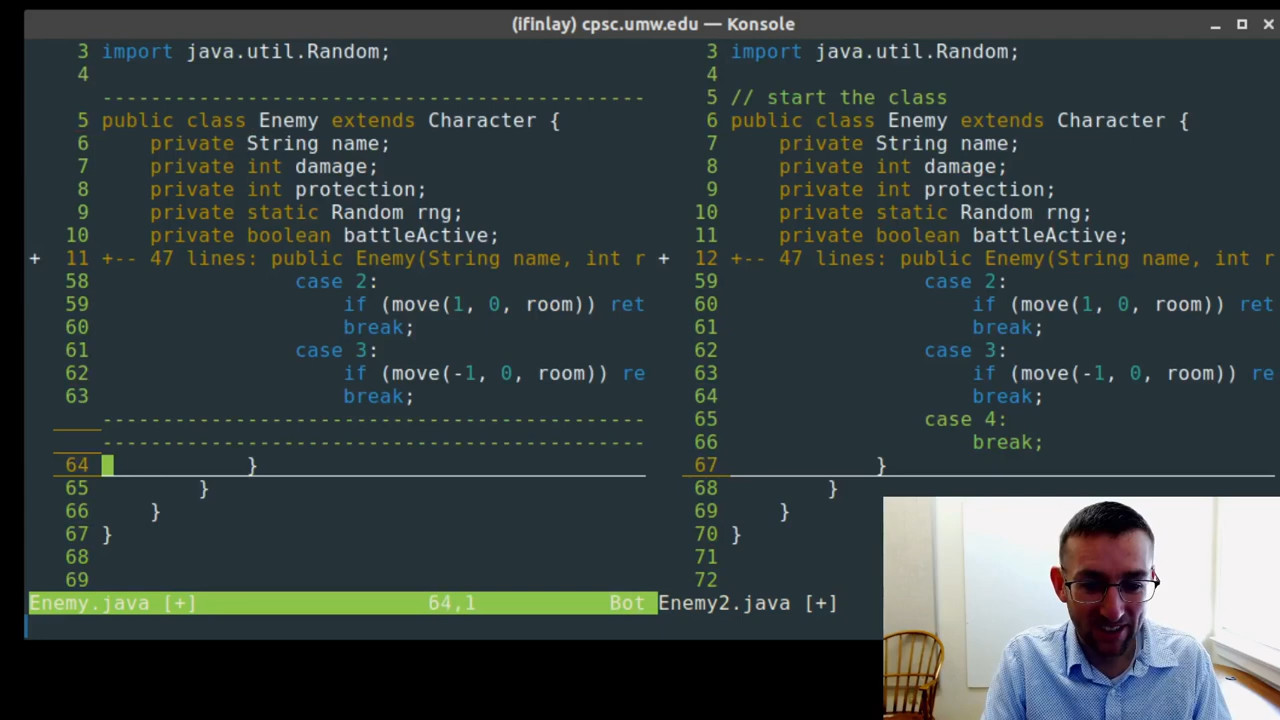 (ifinlay) cpsc.umw.edu — Konsole
3 import java.util.Random;
4
----------------------------------------------
5 public class Enemy extends Character {
6 private String name;
7 private int damage;
8 private int protection;
9 private static Random rng;
10 private boolean battleActive;
+ 11 +-- 47 lines: public Enemy(String name, int r
58 case 2:
59 if (move(1, 0, room)) ret
60 break;
61 case 3:
62 if (move(-1, 0, room)) re
63 break;
----------------------------------------------
----------------------------------------------
64 }
65 }
66 }
67 }
68
69
Enemy.java [+] 64,1 Bot
3 import java.util.Random;
4
5 // start the class
6 public class Enemy extends Character {
7 private String name;
8 private int damage;
9 private int protection;
10 private static Random rng;
11 private boolean battleActive;
+ 12 +-- 47 lines: public Enemy(String name, int r
59 case 2:
60 if (move(1, 0, room)) ret
61 break;
62 case 3:
63 if (move(-1, 0, room)) re
64 break;
65 case 4:
66 break;
67 }
68 }
69 }
70 }
71
72
Enemy2.java [+]